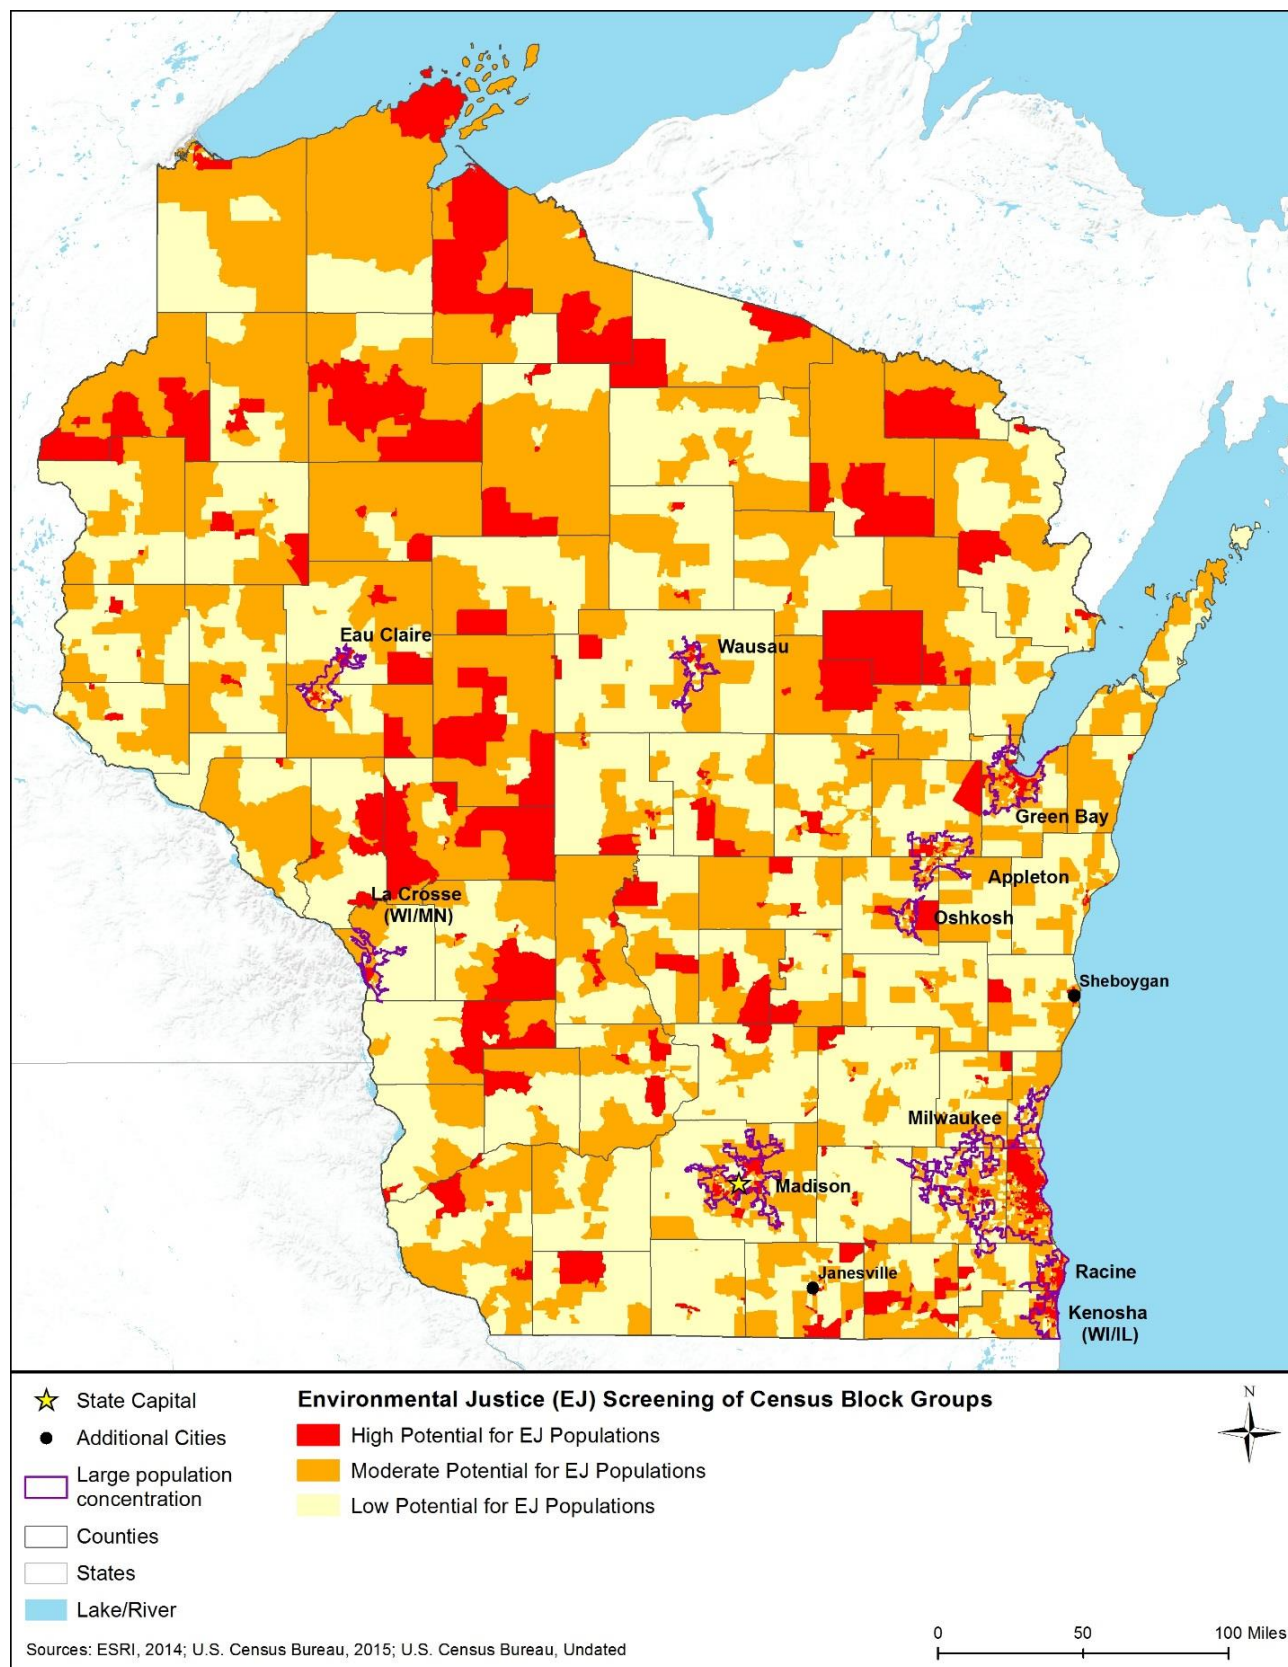 Eau Claire
Wausau
Green Bay
Appleton
La Crosse
(WI/MN)
Oshkosh
Sheboygan
Milwaukee
Madison
Janesville
Racine
Kenosha
(WI/IL)
State Capital
Additional Cities
Large population
concentration
Counties
States
Lake/River
Environmental Justice (EJ) Screening of Census Block Groups
High Potential for EJ Populations
Moderate Potential for EJ Populations
Low Potential for EJ Populations
N
Sources: ESRI, 2014; U.S. Census Bureau, 2015; U.S. Census Bureau, Undated
0 50 100 Miles